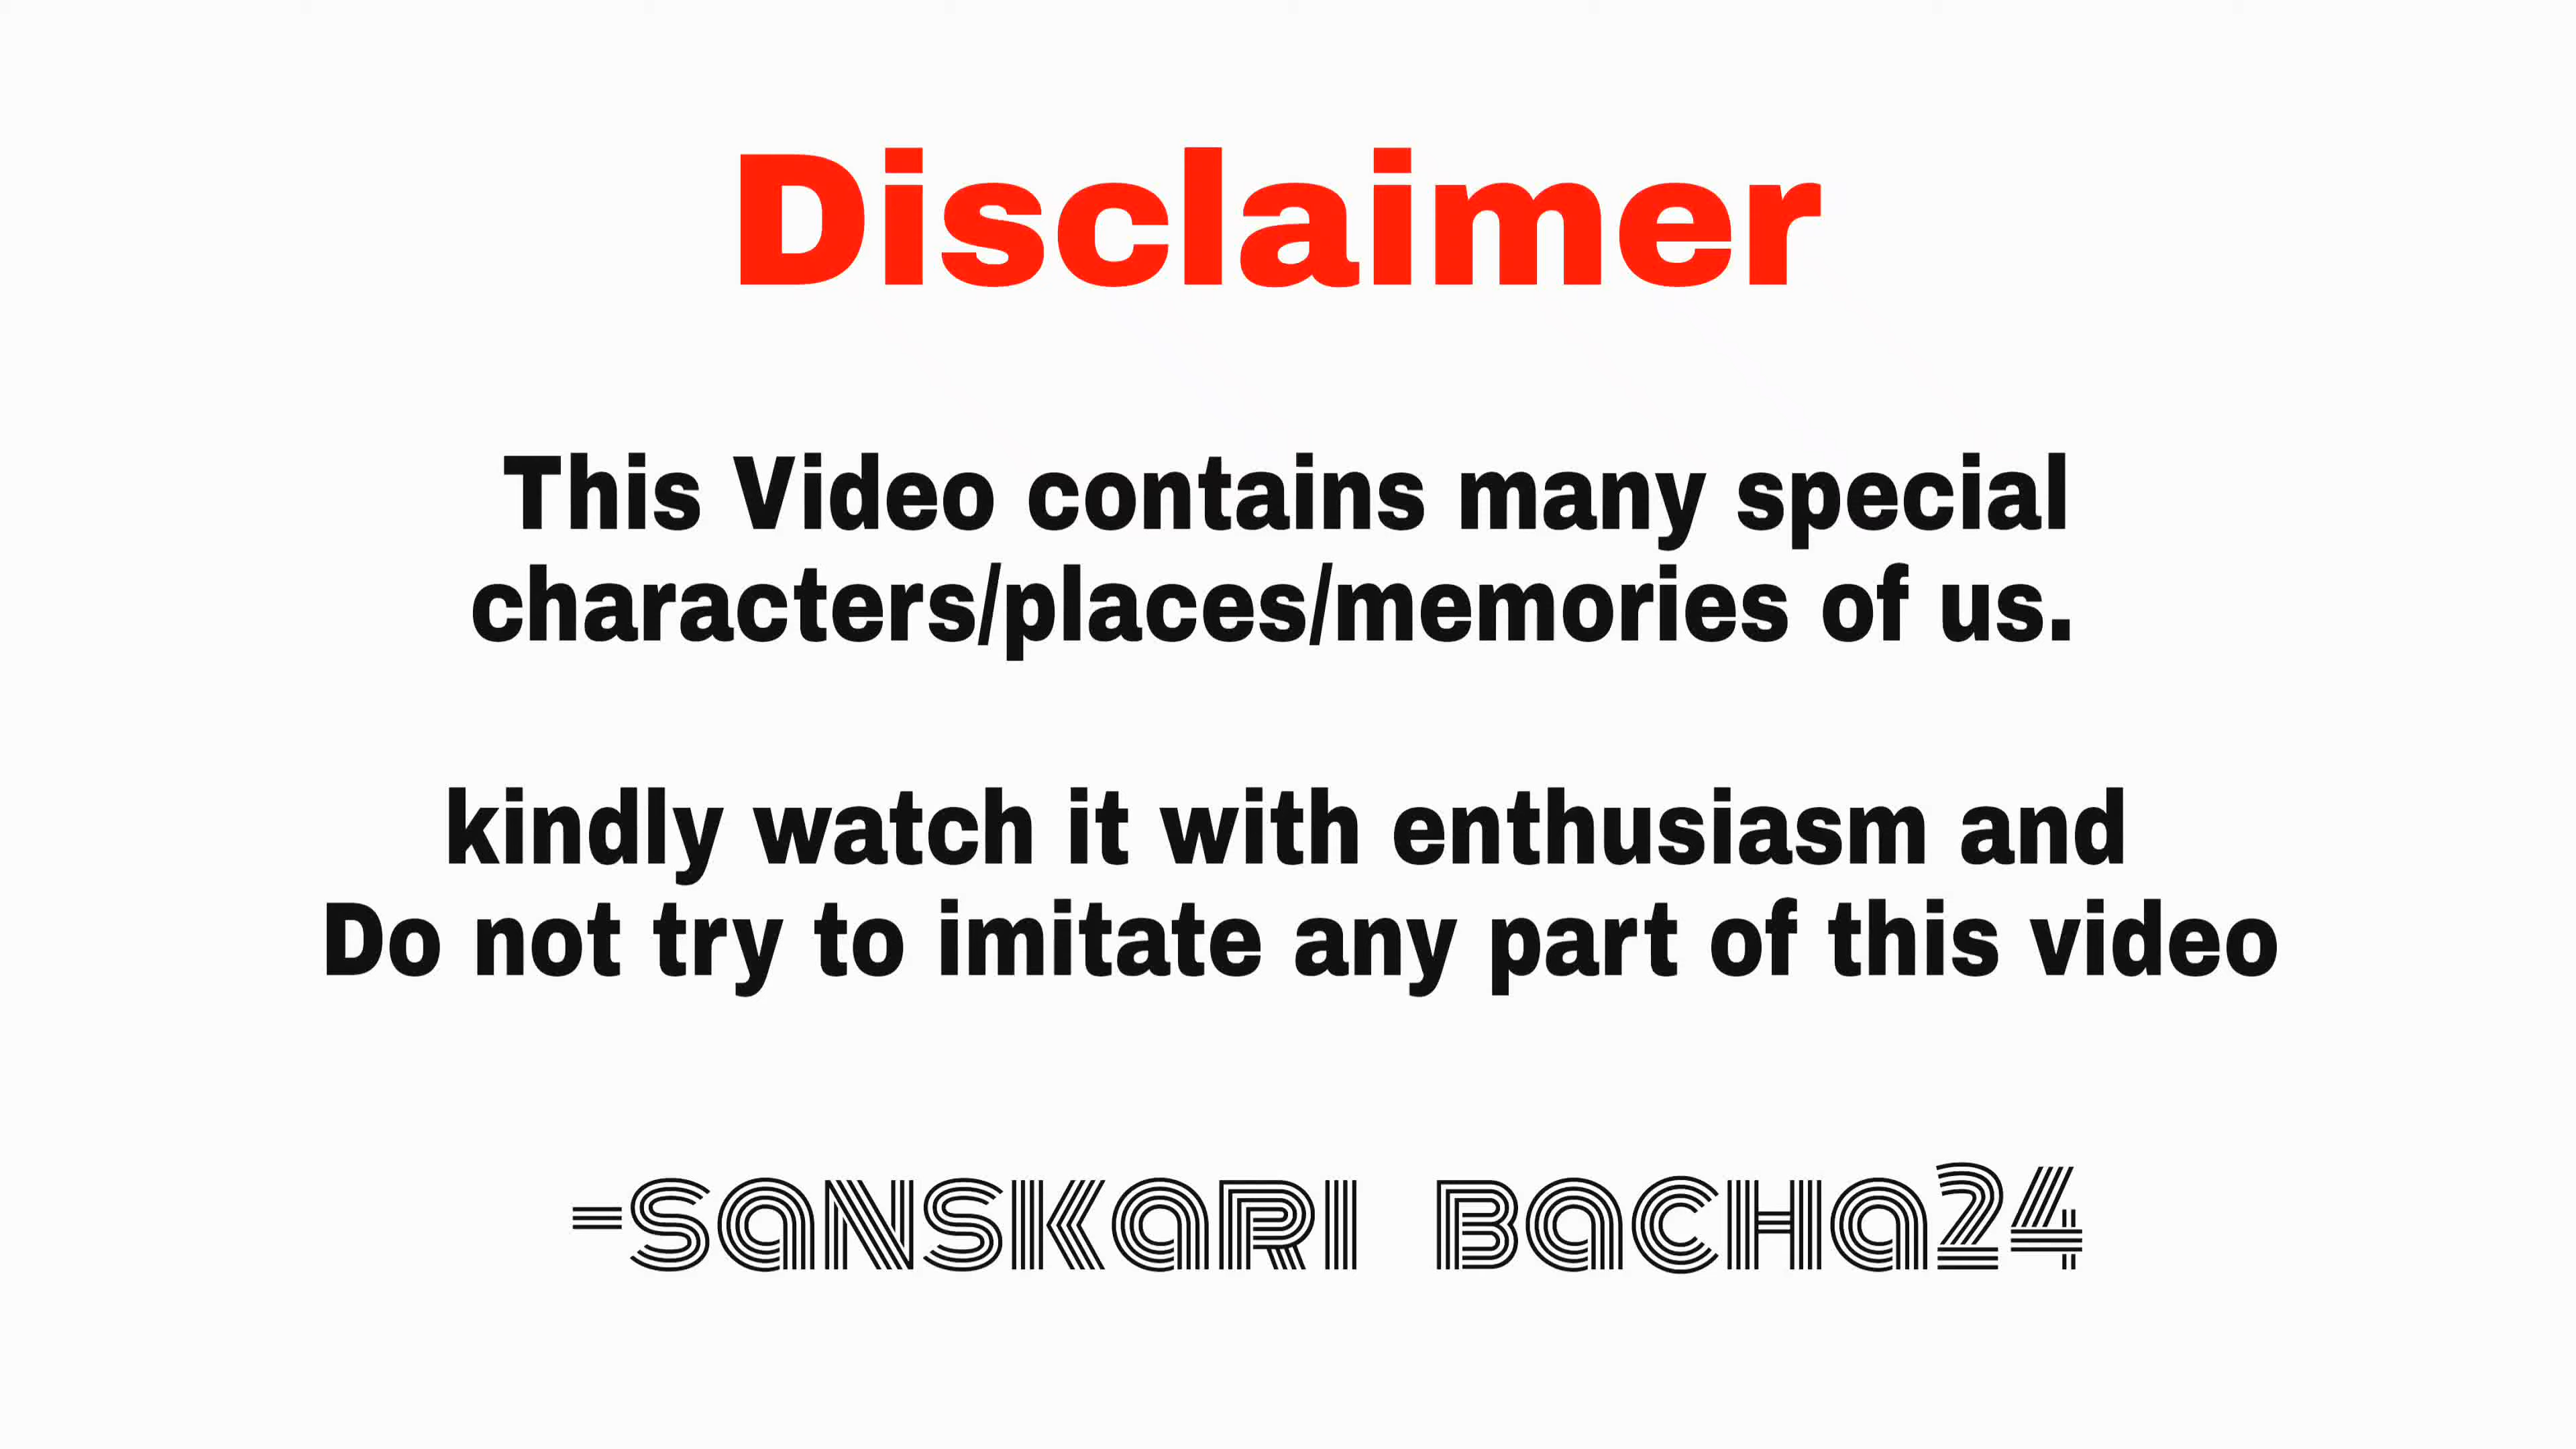 Disclaimer
This Video contains many special
characters/places/memories of us.
kindly watch it with enthusiasm and
Do not try to imitate any part of this video
-SANSKARI BACHA24